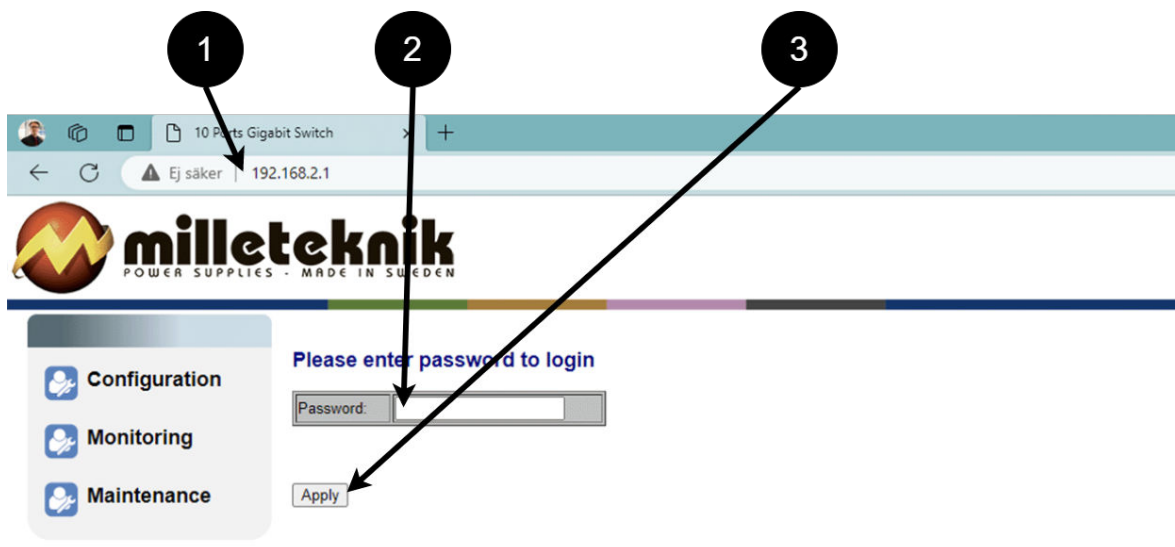 1 2 3
10 Ports Gigabit Switch
Ej säker 192.168.2.1
milleteknik
POWER SUPPLIES - MADE IN SWEDEN
Please enter password to login
Configuration
Password:
Monitoring
Maintenance
Apply